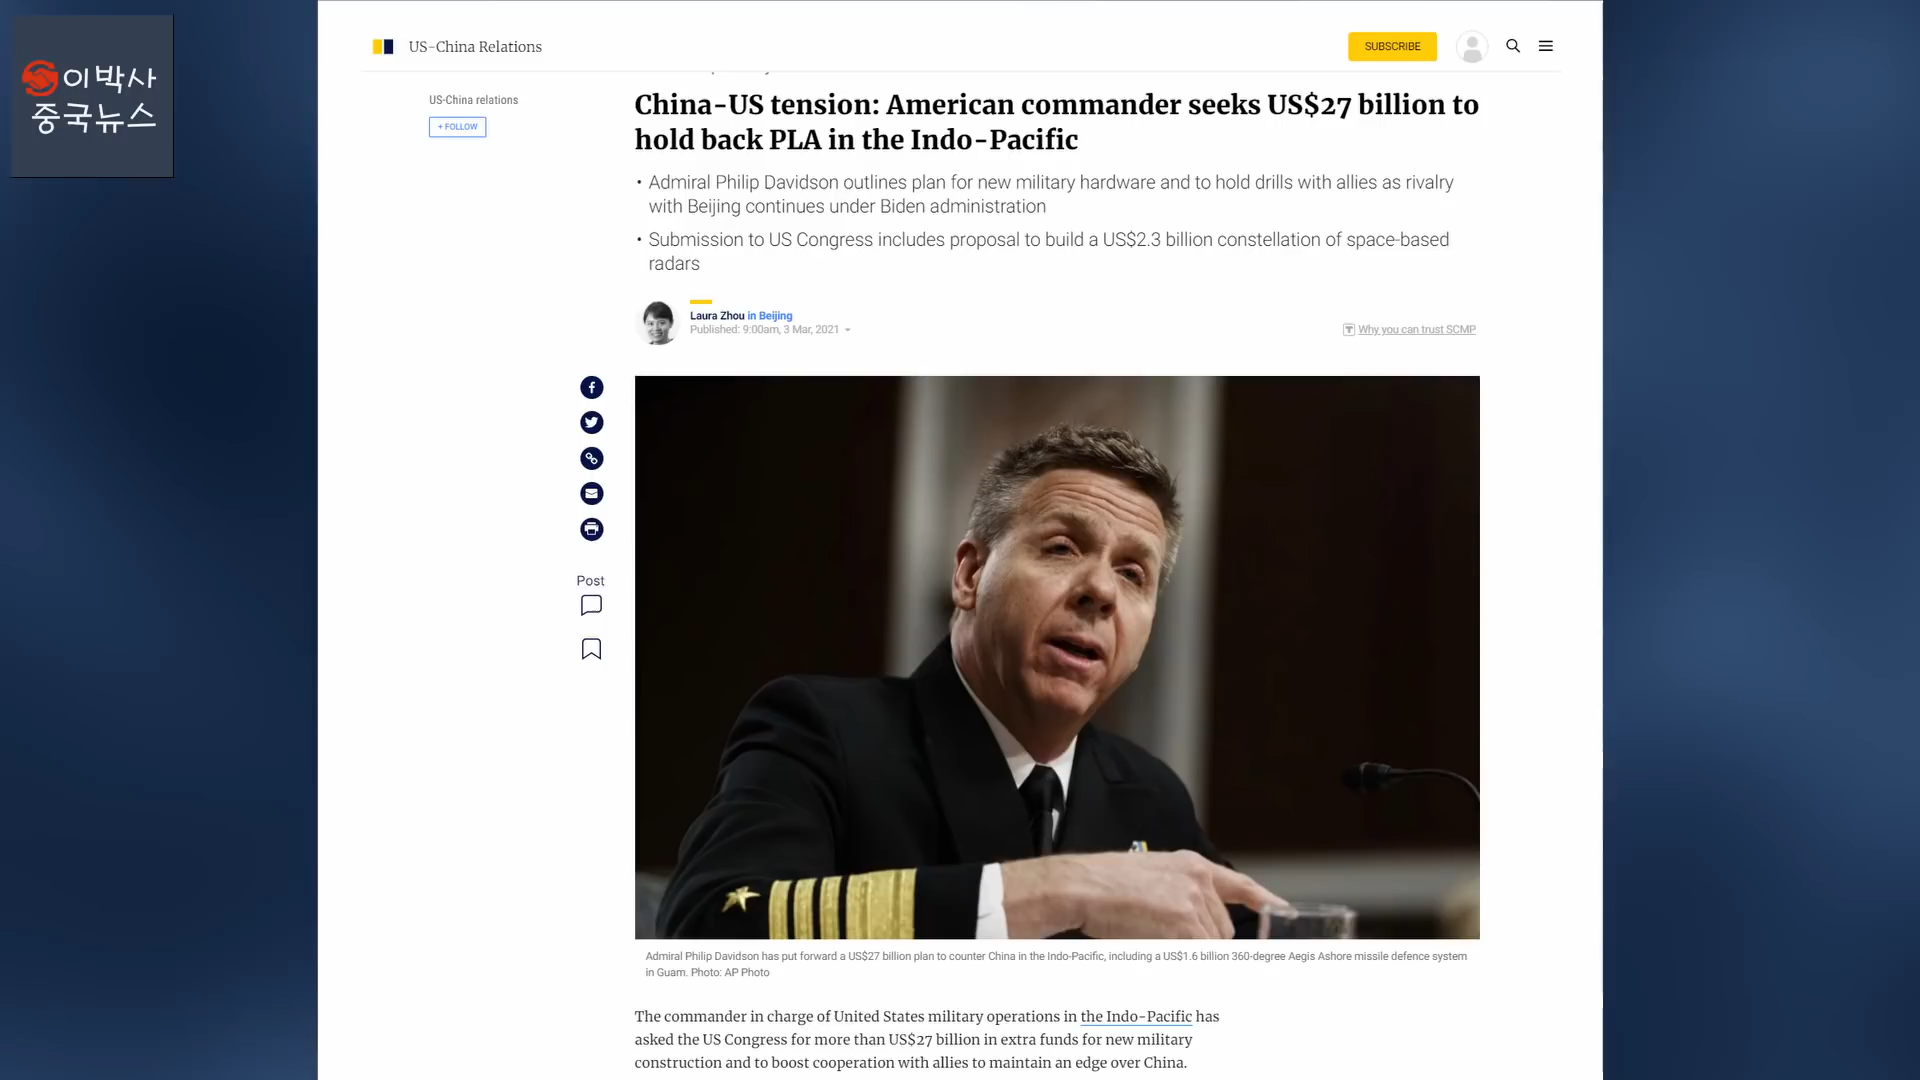 이박사
중국뉴스
US-China Relations
SUBSCRIBE
US-China relations
+ FOLLOW
China-US tension: American commander seeks US$27 billion to
hold back PLA in the Indo-Pacific
• Admiral Philip Davidson outlines plan for new military hardware and to hold drills with allies as rivalry
with Beijing continues under Biden administration
• Submission to US Congress includes proposal to build a US$2.3 billion constellation of space-based
radars
Laura Zhou in Beijing
Published: 9:00am, 3 Mar, 2021
Why you can trust SCMP
Post
Admiral Philip Davidson has put forward a US$27 billion plan to counter China in the Indo-Pacific, including a US$1.6 billion 360-degree Aegis Ashore missile defence system
in Guam. Photo: AP Photo
The commander in charge of United States military operations in the Indo-Pacific has
asked the US Congress for more than US$27 billion in extra funds for new military
construction and to boost cooperation with allies to maintain an edge over China.